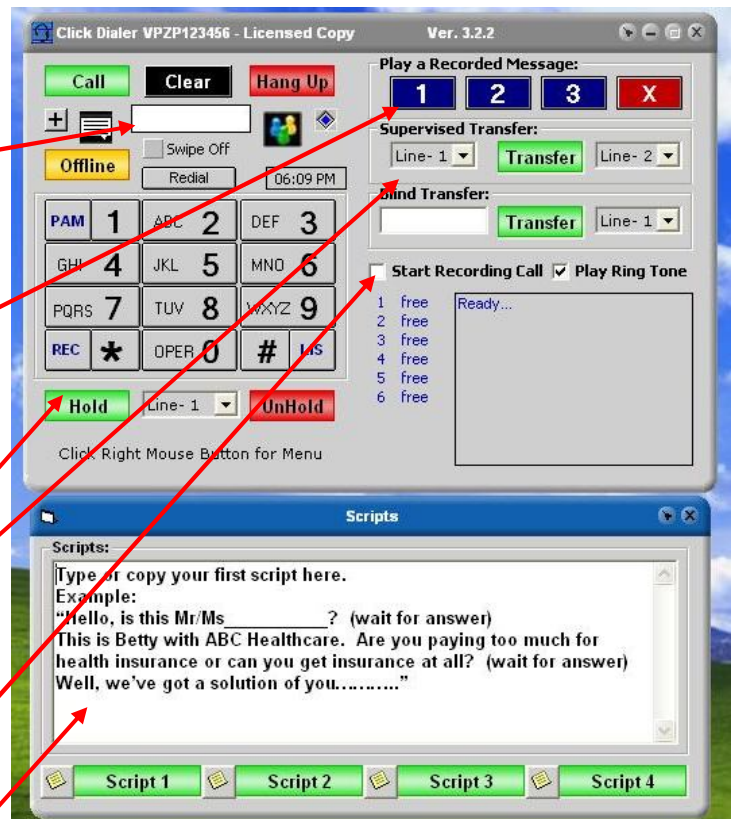 Click Dialer VPZP123456 - Licensed Copy Ver. 3.2.2
Call Clear Hang Up
+
Swipe Off
Offline
Redial 06:09 PM
PAM 1 ABC 2 DEF 3
GHI 4 JKL 5 MNO 6
PQRS 7 TUV 8 WXYZ 9
REC * OPER 0 # LIS
Hold Line- 1 UnHold
Click Right Mouse Button for Menu
Play a Recorded Message:
1 2 3 X
Supervised Transfer:
Line- 1 Transfer Line- 2
Blind Transfer:
Transfer Line- 1
Start Recording Call Play Ring Tone
1 free Ready...
2 free
3 free
4 free
5 free
6 free
Scripts
Scripts:
Type or copy your first script here.
Example:
“Hello, is this Mr/Ms__________? (wait for answer)
This is Betty with ABC Healthcare. Are you paying too much for
health insurance or can you get insurance at all? (wait for answer)
Well, we’ve got a solution of you………..”
Script 1 Script 2 Script 3 Script 4